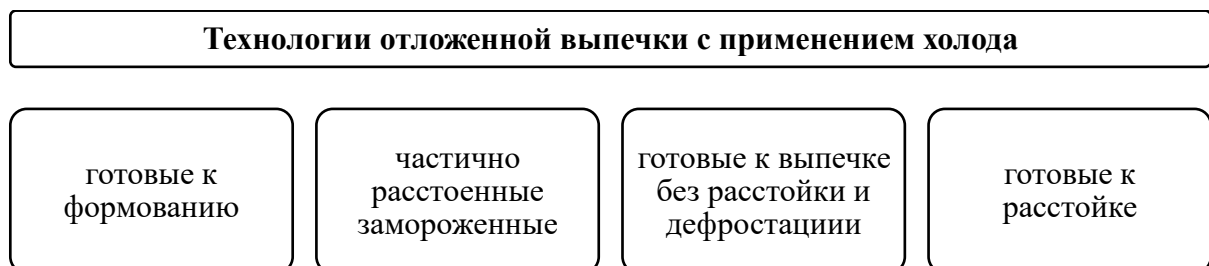 Технологии отложенной выпечки с применением холода
готовые к
формованию
частично
расстоенные
замороженные
готовые к выпечке
без расстойки и
дефростациии
готовые к
расстойке